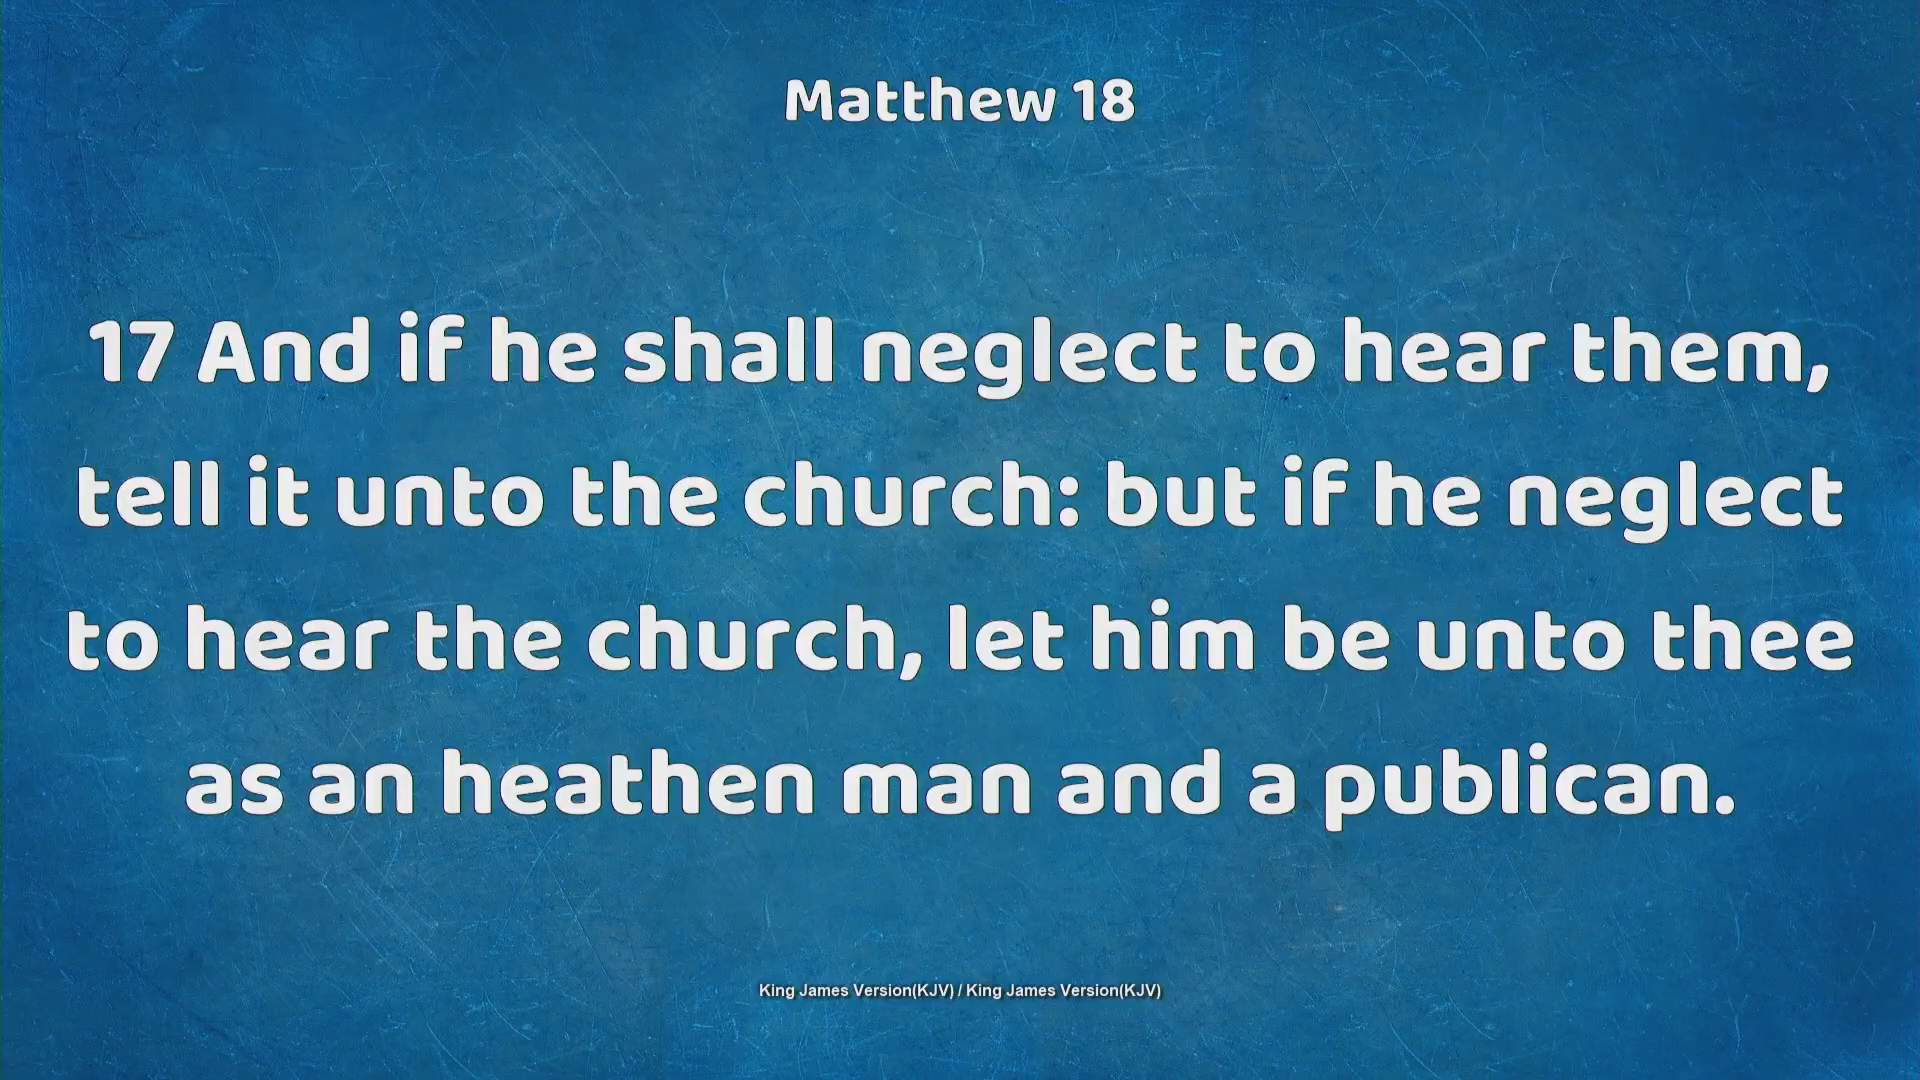 Matthew 18
17 And if he shall neglect to hear them,
tell it unto the church: but if he neglect
to hear the church, let him be unto thee
as an heathen man and a publican.
King James Version(KJV) / King James Version(KJV)